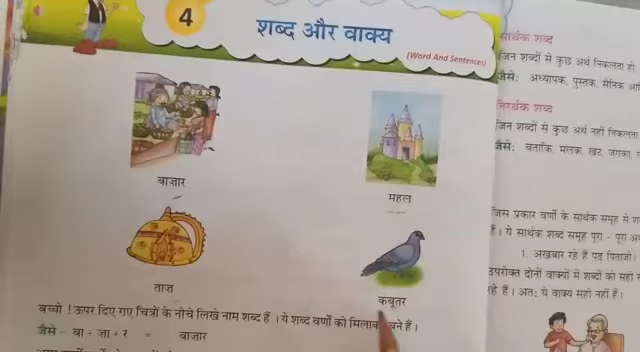 4
शब्द और वाक्य
(Word And Sentences)
बाज़ार
महल
ताज
कबूतर
बच्चो ! ऊपर दिए गए चित्रों के नीचे लिखे नाम शब्द हैं । ये शब्द वर्णों को मिलाकर बने हैं ।
जैसे – बा + जा + र = बाजार
सार्थक शब्द
जिन शब्दों से कुछ अर्थ निकलता हो
जैसे: अध्यापक, पुस्तक, सैनिक
निरर्थक शब्द
जिन शब्दों से कुछ अर्थ नहीं निकलता
जैसे: बताकि, मलक, खट, जगका,
जिस प्रकार वर्णों के सार्थक समूह से
हैं। ये सार्थक शब्द समूह पूरा - पूरा
1. अखबार रहे हैं पढ़ पिताजी।
उपरोक्त दोनों वाक्यों में शब्दों को सही
रहे हैं। अत: ये वाक्य सही नहीं हैं।